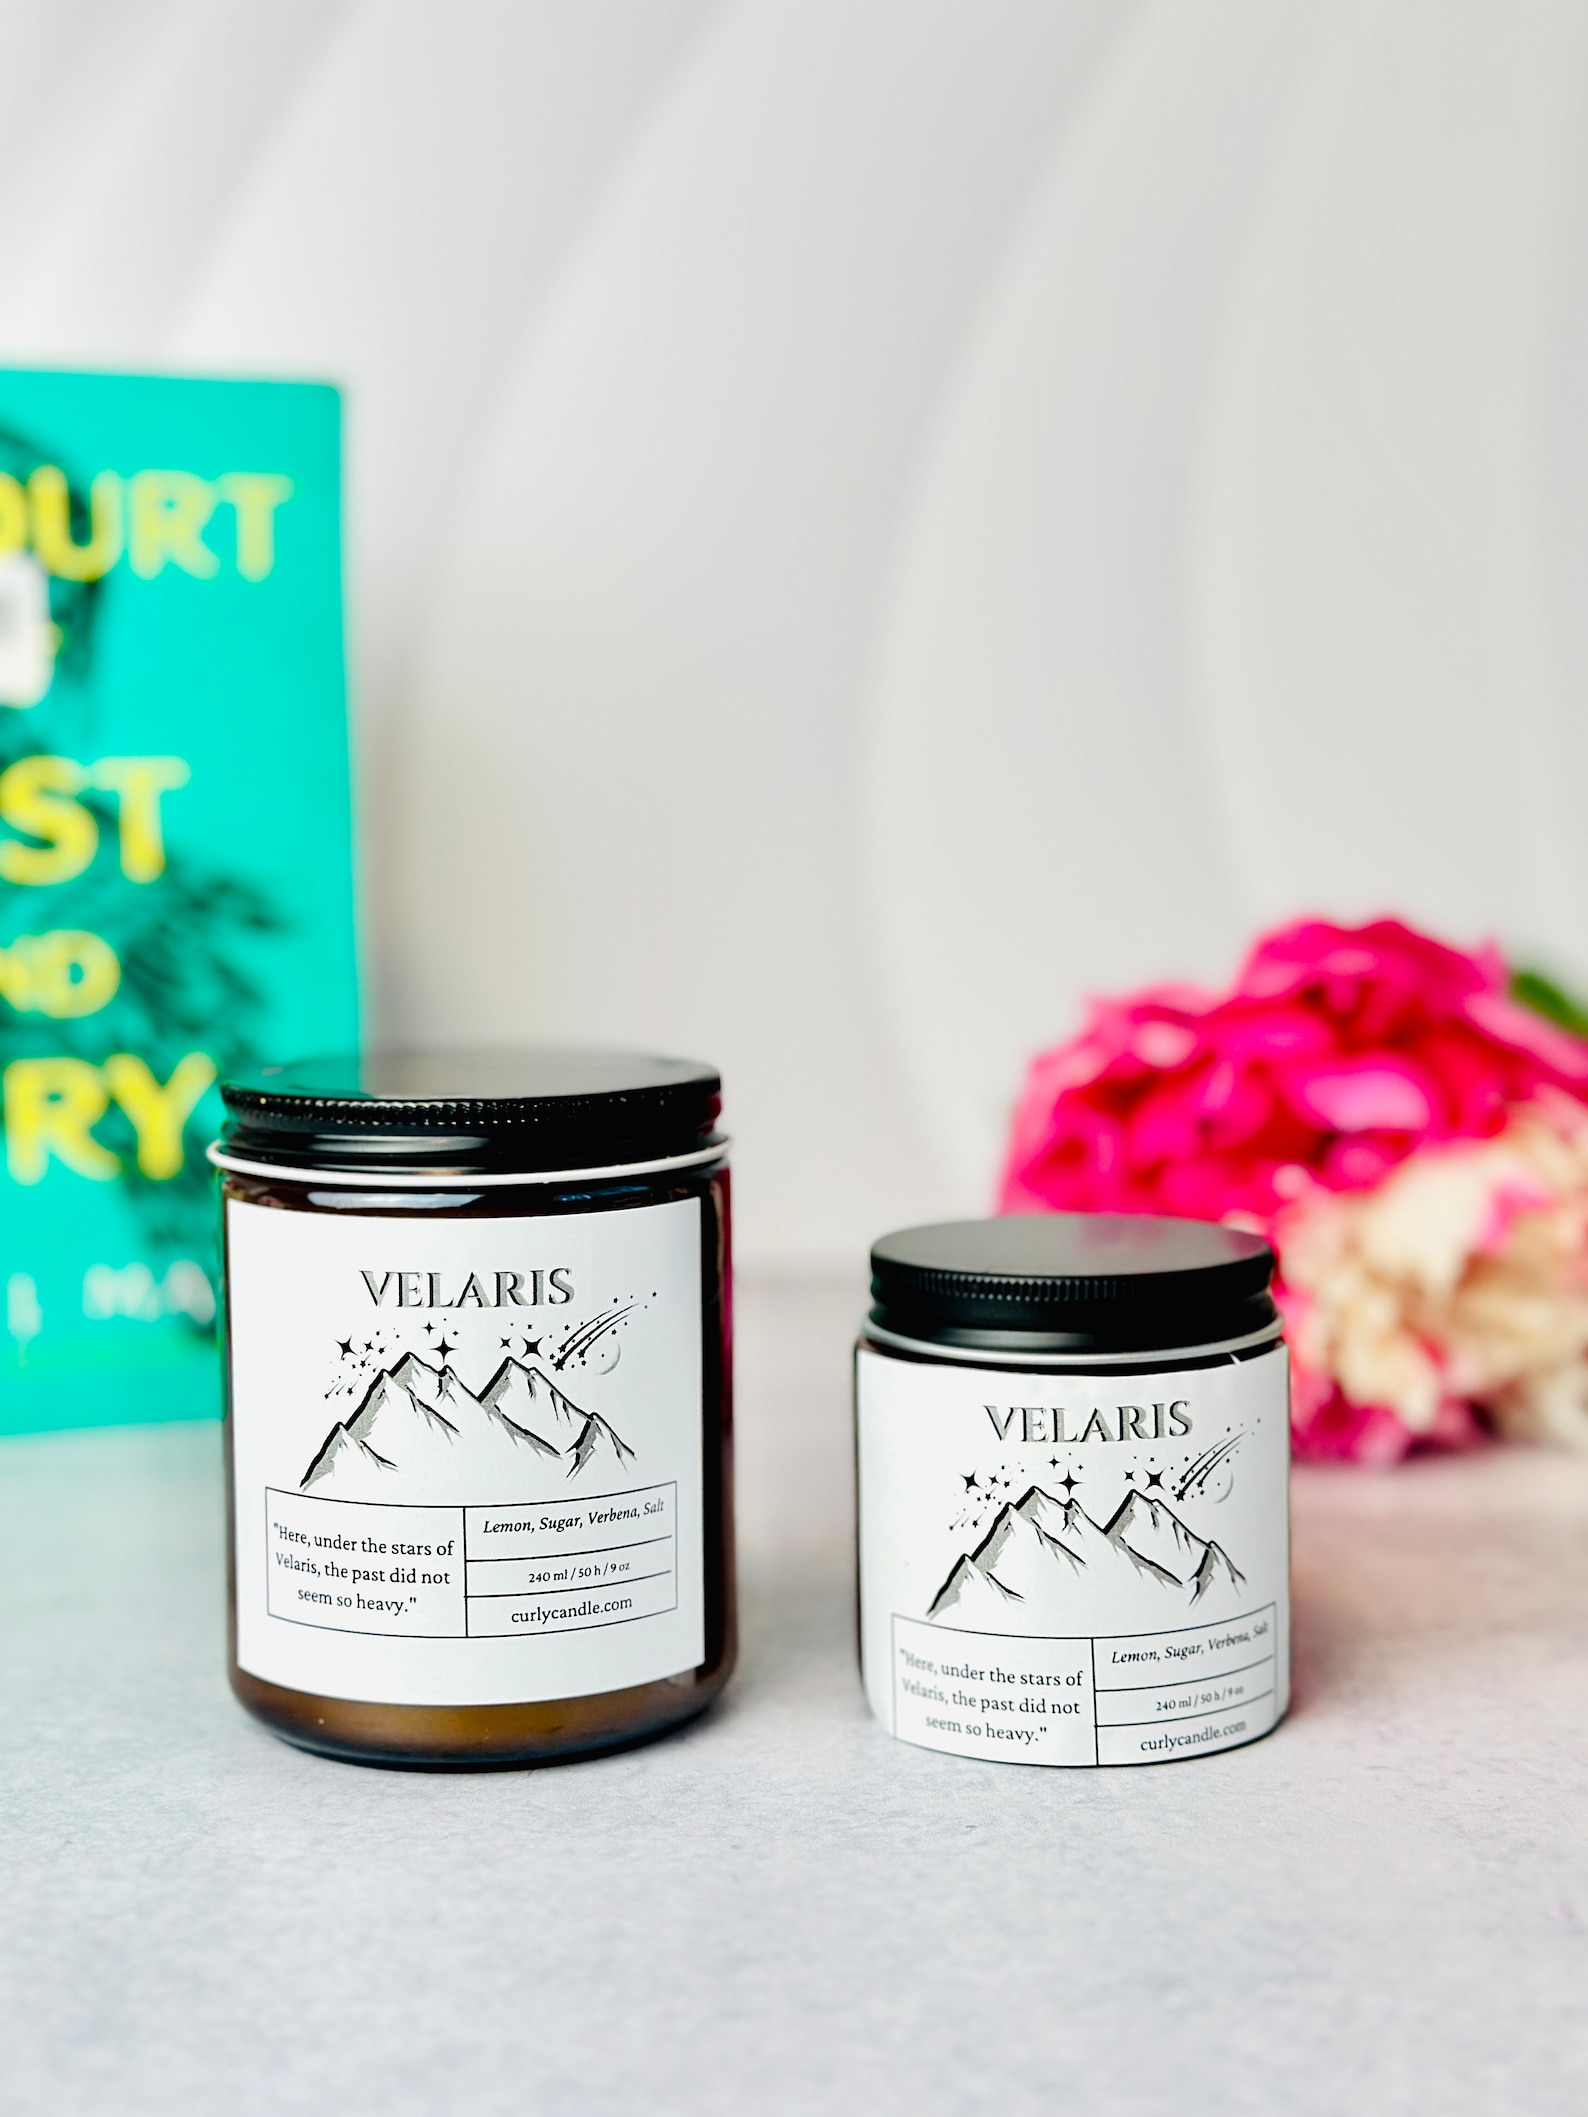 OURT
ST
ND
RY
J MA
VELARIS
"Here, under the stars of
Velaris, the past did not
seem so heavy."
Lemon, Sugar, Verbena, Salt
240 ml / 50 h / 9 oz
curlycandle.com
VELARIS
"Here, under the stars of
Velaris, the past did not
seem so heavy."
Lemon, Sugar, Verbena, Salt
240 ml / 50 h / 9 oz
curlycandle.com